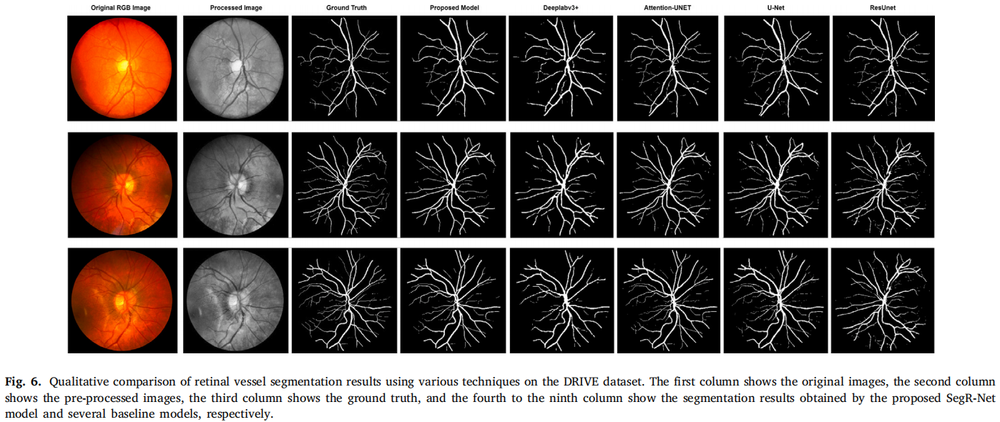 Original RGB Image Processed Image Ground Truth Proposed Model Deeplabv3+ Attention-UNET U-Net ResUnet
Fig. 6. Qualitative comparison of retinal vessel segmentation results using various techniques on the DRIVE dataset. The first column shows the original images, the second column
shows the pre-processed images, the third column shows the ground truth, and the fourth to the ninth column show the segmentation results obtained by the proposed SegR-Net
model and several baseline models, respectively.